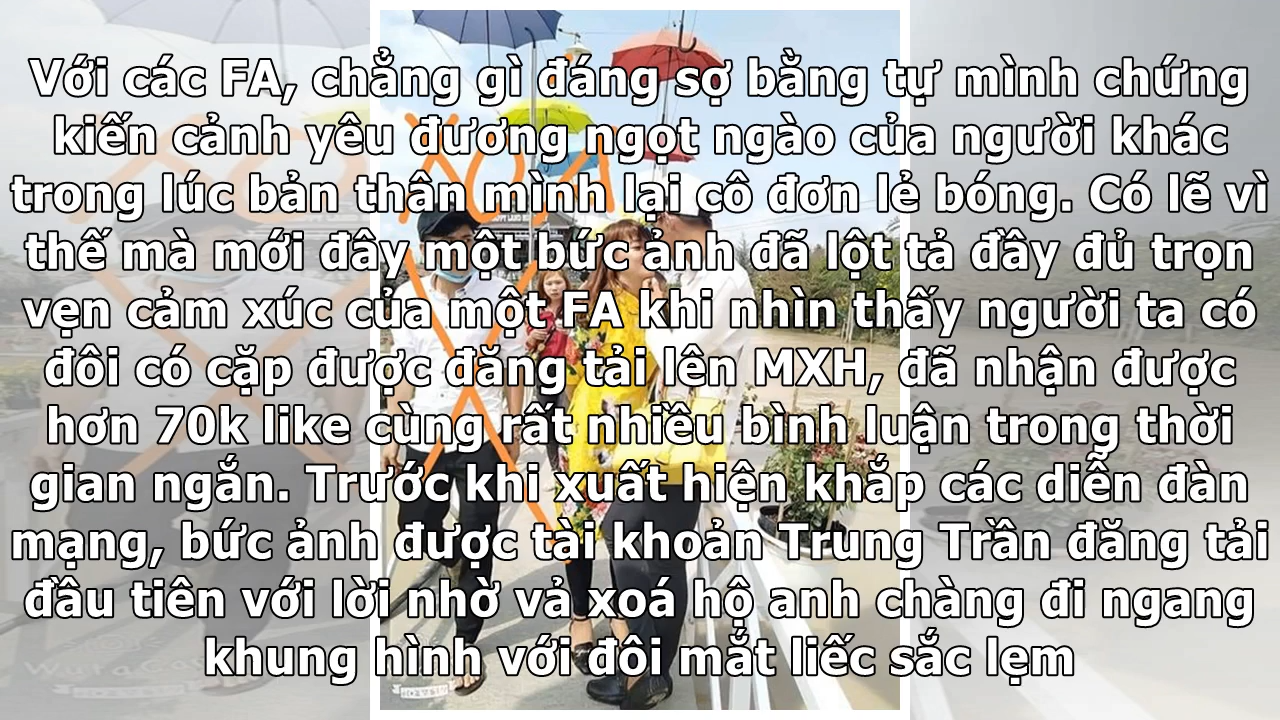 Với các FA, chẳng gì đáng sợ bằng tự mình chứng
kiến cảnh yêu đương ngọt ngào của người khác
trong lúc bản thân mình lại cô đơn lẻ bóng. Có lẽ vì
thế mà mới đây một bức ảnh đã lột tả đầy đủ trọn
vẹn cảm xúc của một FA khi nhìn thấy người ta có
đôi có cặp được đăng tải lên MXH, đã nhận được
hơn 70k like cùng rất nhiều bình luận trong thời
gian ngắn. Trước khi xuất hiện khắp các diễn đàn
mạng, bức ảnh được tài khoản Trung Trần đăng tải
đầu tiên với lời nhờ vả xoá hộ anh chàng đi ngang
khung hình với đôi mắt liếc sắc lẹm